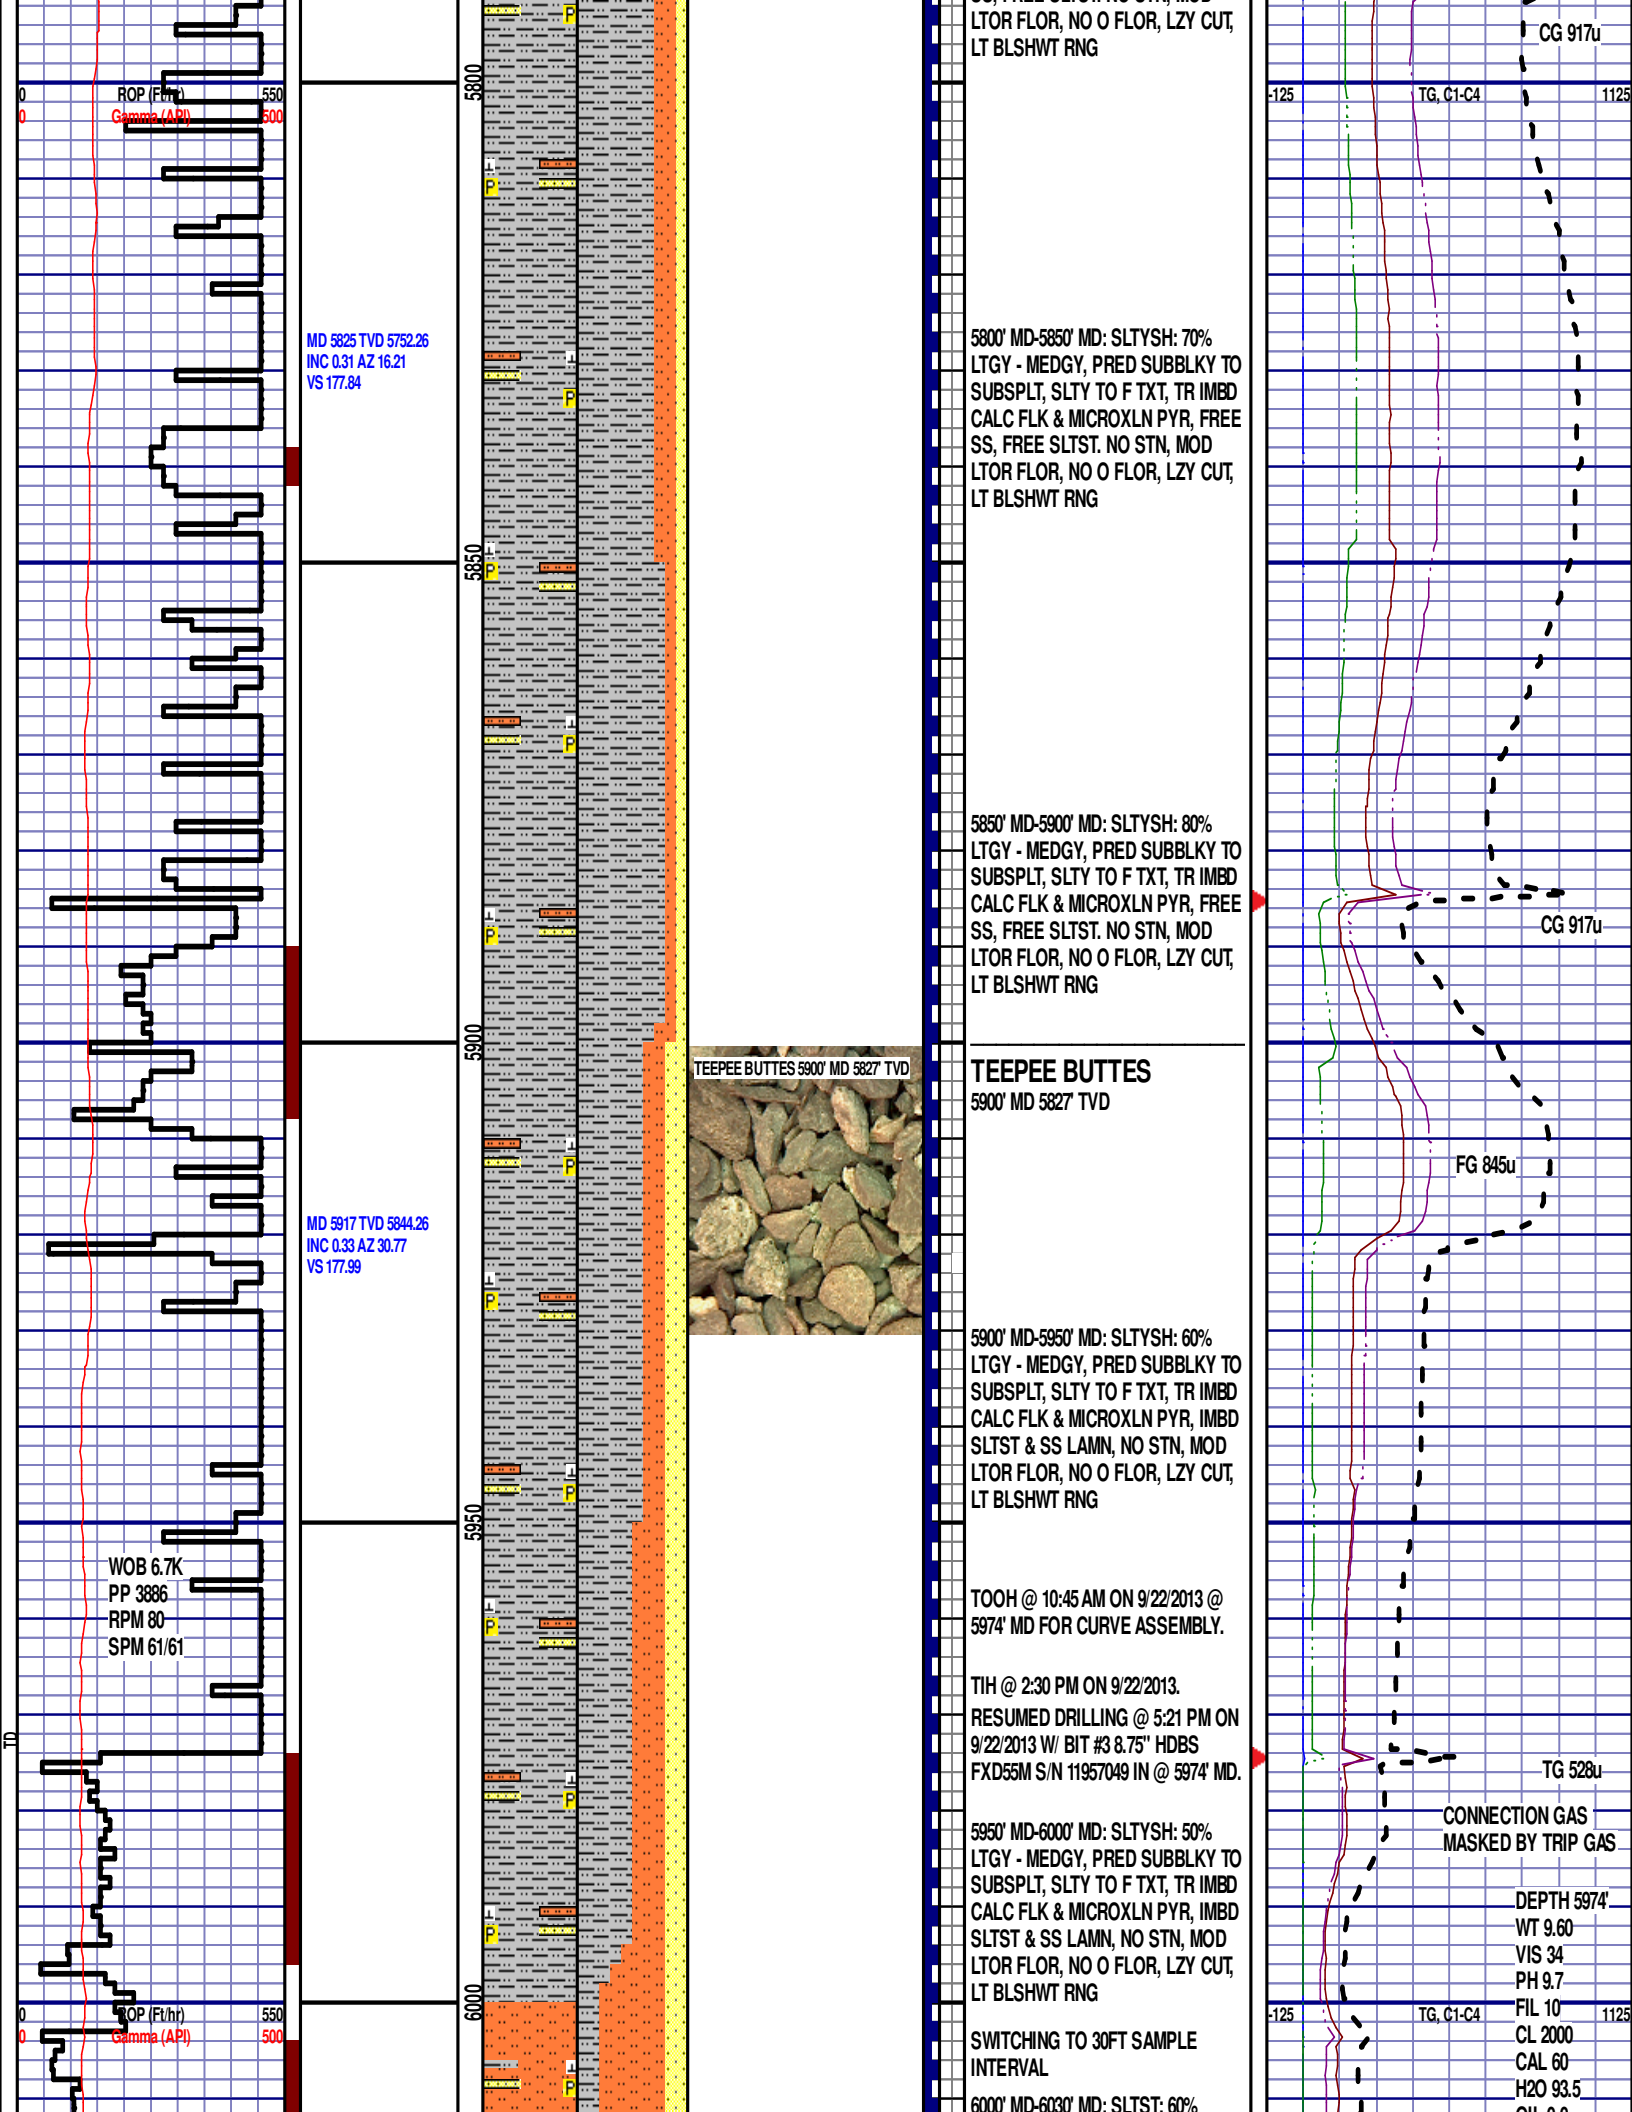 LTOR FLOR, NO O FLOR, LZY CUT,
LT BLSHWT RNG
CG 917u
5800
0 ROP (Ft/hr) 550
0 Gamma (API) 500
-125 TG, C1-C4 1125
MD 5825 TVD 5752.26
INC 0.31 AZ 16.21
VS 177.84
5800' MD-5850' MD: SLTYSH: 70%
LTGY - MEDGY, PRED SUBBLKY TO
SUBSPLT, SLTY TO F TXT, TR IMBD
CALC FLK & MICROXLN PYR, FREE
SS, FREE SLTST. NO STN, MOD
LTOR FLOR, NO O FLOR, LZY CUT,
LT BLSHWT RNG
5850
5850' MD-5900' MD: SLTYSH: 80%
LTGY - MEDGY, PRED SUBBLKY TO
SUBSPLT, SLTY TO F TXT, TR IMBD
CALC FLK & MICROXLN PYR, FREE
SS, FREE SLTST. NO STN, MOD
LTOR FLOR, NO O FLOR, LZY CUT,
LT BLSHWT RNG
CG 917u
5900
TEEPEE BUTTES 5900' MD 5827' TVD
TEEPEE BUTTES
5900' MD 5827' TVD
FG 845u
MD 5917 TVD 5844.26
INC 0.33 AZ 30.77
VS 177.99
5900' MD-5950' MD: SLTYSH: 60%
LTGY - MEDGY, PRED SUBBLKY TO
SUBSPLT, SLTY TO F TXT, TR IMBD
CALC FLK & MICROXLN PYR, IMBD
SLTST & SS LAMN, NO STN, MOD
LTOR FLOR, NO O FLOR, LZY CUT,
LT BLSHWT RNG
5950
WOB 6.7K
PP 3886
RPM 80
SPM 61/61
TOOH @ 10:45 AM ON 9/22/2013 @
5974' MD FOR CURVE ASSEMBLY.
TIH @ 2:30 PM ON 9/22/2013.
RESUMED DRILLING @ 5:21 PM ON
9/22/2013 W/ BIT #3 8.75" HDBS
FXD55M S/N 11957049 IN @ 5974' MD.
TD
TG 528u
CONNECTION GAS
MASKED BY TRIP GAS
5950' MD-6000' MD: SLTYSH: 50%
LTGY - MEDGY, PRED SUBBLKY TO
SUBSPLT, SLTY TO F TXT, TR IMBD
CALC FLK & MICROXLN PYR, IMBD
SLTST & SS LAMN, NO STN, MOD
LTOR FLOR, NO O FLOR, LZY CUT,
LT BLSHWT RNG
DEPTH 5974'
WT 9.60
VIS 34
PH 9.7
FIL 10
CL 2000
CAL 60
H2O 93.5
6000
0 ROP (Ft/hr) 550
0 Gamma (API) 500
-125 TG, C1-C4 1125
SWITCHING TO 30FT SAMPLE
INTERVAL
6000' MD-6030' MD: SLTST: 60%